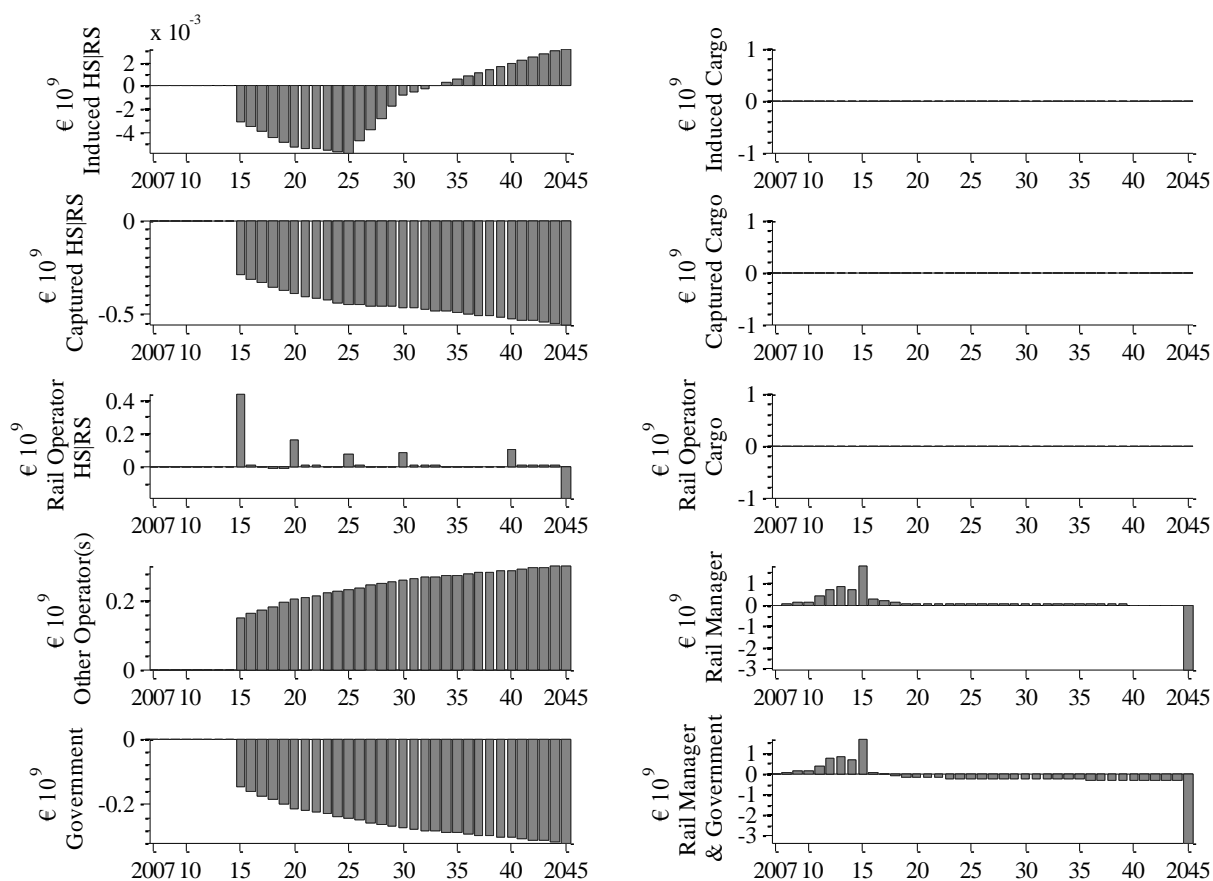 x 10-3
2
0
-2
-4
€ 10 9
Induced HS|RS
2007 10 15 20 25 30 35 40 2045
1
0
-1
€ 10 9
Induced Cargo
2007 10 15 20 25 30 35 40 2045
0
-0.5
€ 10 9
Captured HS|RS
2007 10 15 20 25 30 35 40 2045
1
0
-1
€ 10 9
Captured Cargo
2007 10 15 20 25 30 35 40 2045
0.4
0.2
0
€ 10 9
Rail Operator
HS|RS
2007 10 15 20 25 30 35 40 2045
1
0
-1
€ 10 9
Rail Operator
Cargo
2007 10 15 20 25 30 35 40 2045
0.2
0
€ 10 9
Other Operator(s)
2007 10 15 20 25 30 35 40 2045
1
0
-1
-2
-3
€ 10 9
Rail Manager
2007 10 15 20 25 30 35 40 2045
0
-0.2
€ 10 9
Government
2007 10 15 20 25 30 35 40 2045
1
0
-1
-2
-3
€ 10 9
Rail Manager
& Government
2007 10 15 20 25 30 35 40 2045